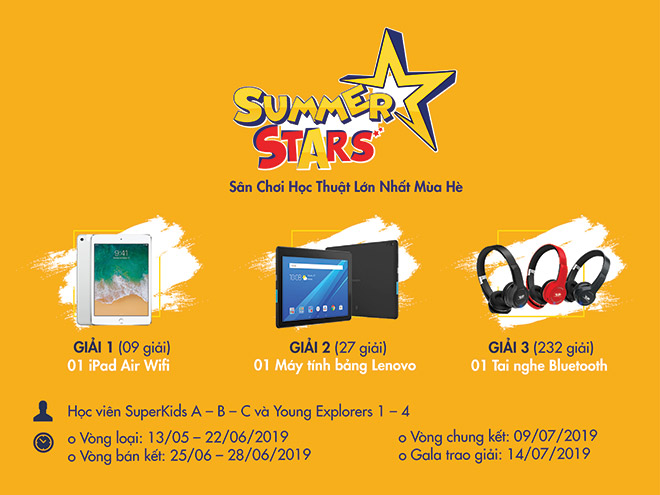 SUMMER
STARS
Sân Chơi Học Thuật Lớn Nhất Mùa Hè
GIẢI 1 (09 giải)
01 iPad Air Wifi
GIẢI 2 (27 giải)
01 Máy tính bảng Lenovo
GIẢI 3 (232 giải)
01 Tai nghe Bluetooth
Học viên SuperKids A – B – C và Young Explorers 1 – 4
o Vòng loại: 13/05 – 22/06/2019
o Vòng bán kết: 25/06 – 28/06/2019
o Vòng chung kết: 09/07/2019
o Gala trao giải: 14/07/2019